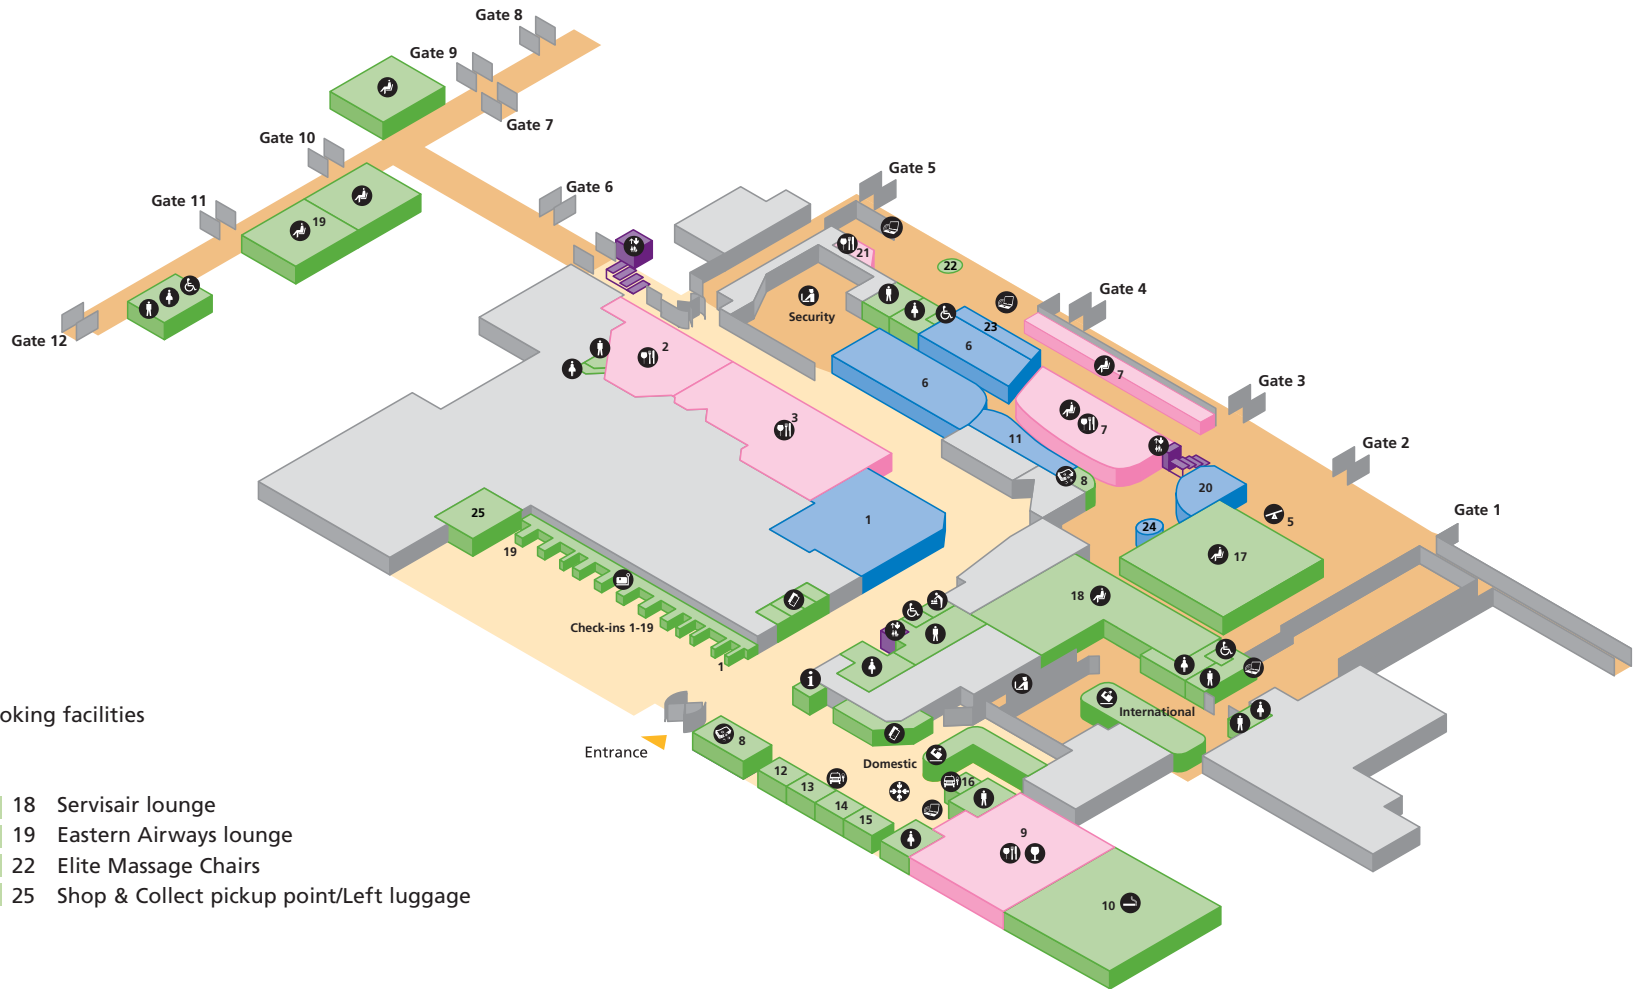 Gate 8
Gate 9
Gate 7
Gate 10
Gate 6
Gate 5
Gate 11
19
21
22
Gate 4
Security
23
Gate 12
6
2
6
7
Gate 3
3
11
7
Gate 2
8
20
25
1
24
5
Gate 1
19
17
18
Check-ins 1-19
1
i
International
oking facilities
8
Entrance
Domestic
12
13
16
14
15
9
10
18 Servisair lounge
19 Eastern Airways lounge
22 Elite Massage Chairs
25 Shop & Collect pickup point/Left luggage